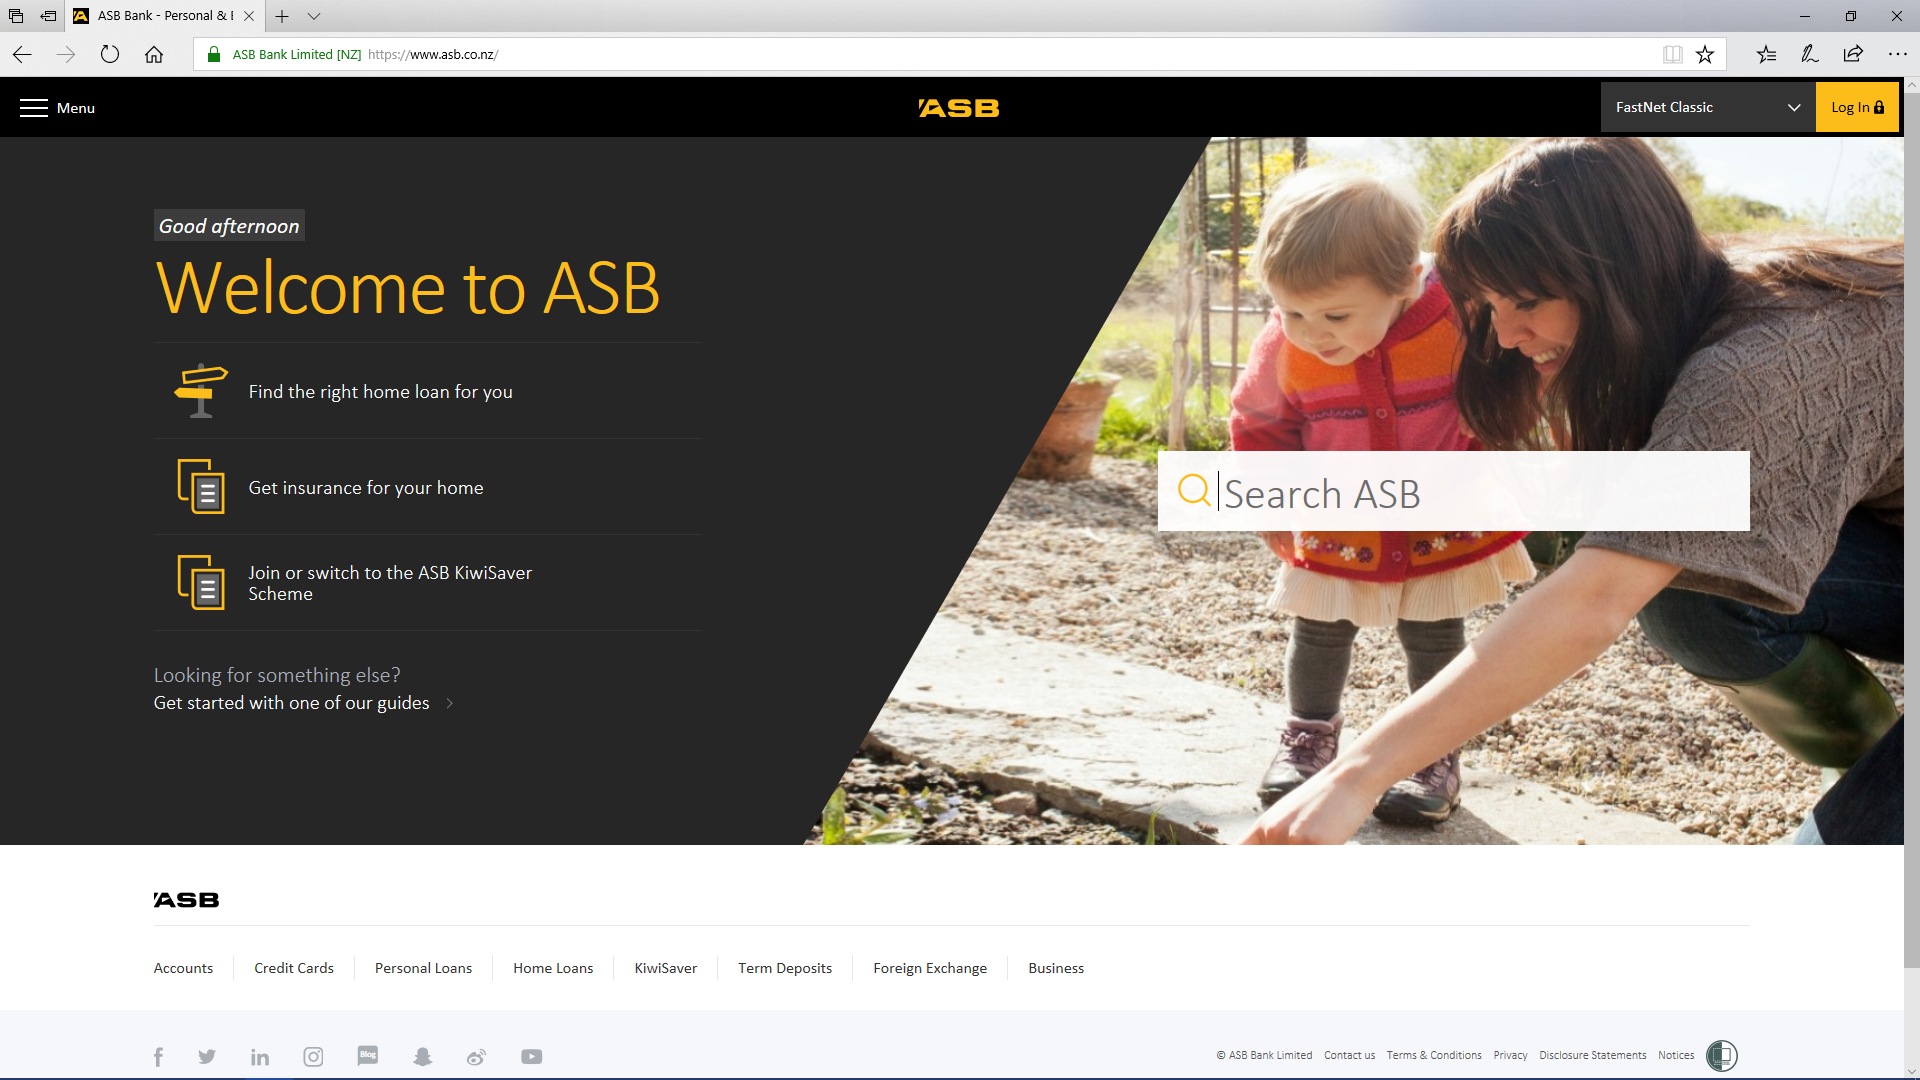 ASB Bank - Personal & E
ASB Bank Limited [NZ] https://www.asb.co.nz/
Menu
ASB
FastNet Classic
Log In
Good afternoon
Welcome to ASB
Find the right home loan for you
Get insurance for your home
Join or switch to the ASB KiwiSaver
Scheme
Looking for something else?
Get started with one of our guides
Search ASB
ASB
Accounts
Credit Cards
Personal Loans
Home Loans
KiwiSaver
Term Deposits
Foreign Exchange
Business
Blog
© ASB Bank Limited
Contact us
Terms & Conditions
Privacy
Disclosure Statements
Notices